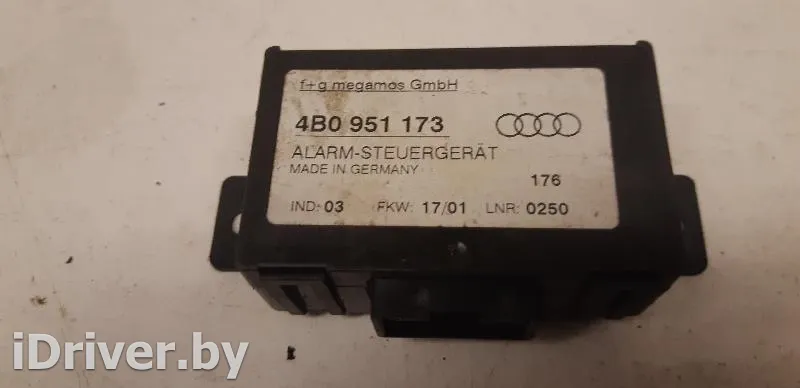 f+g megamos GmbH
4B0 951 173
ALARM-STEUERGERÄT
MADE IN GERMANY
176
IND: 03 FKW: 17/01 LNR: 0250
iDriver.by